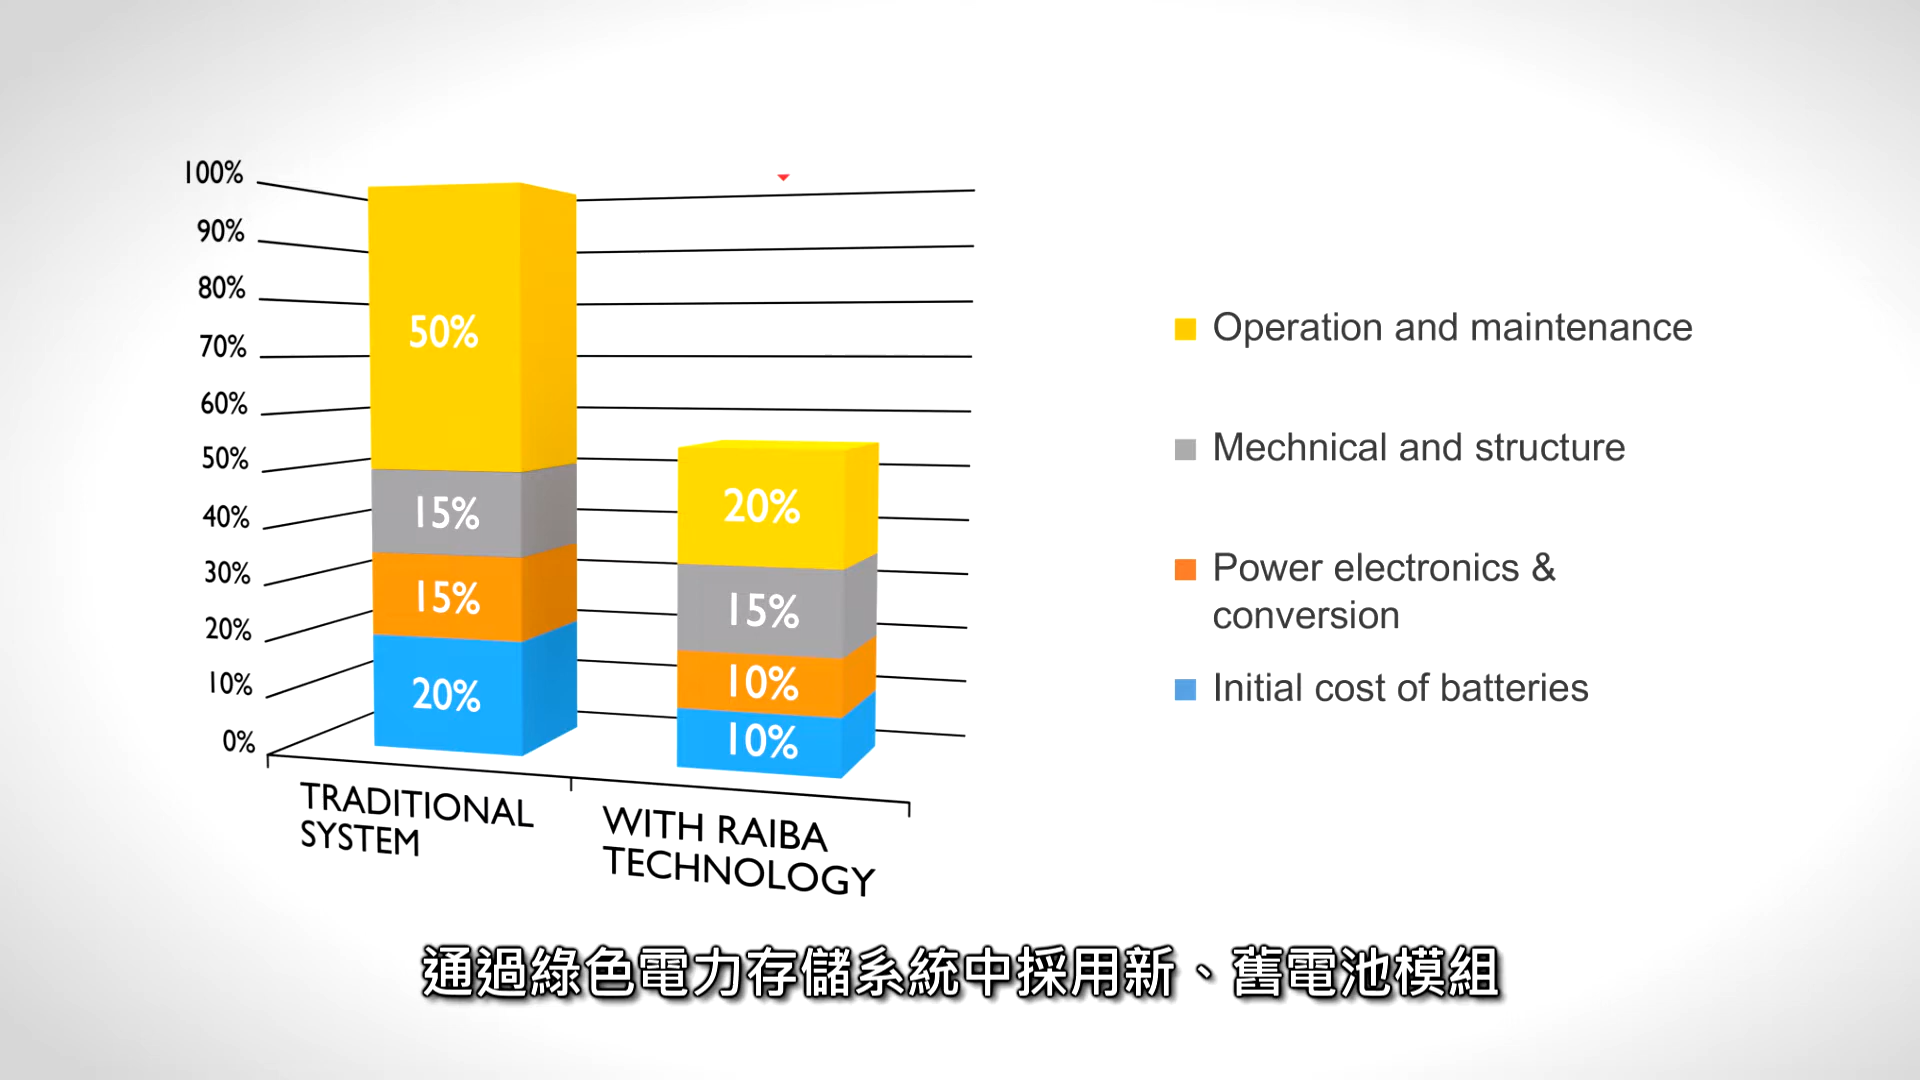 100%
90%
80%
70%
60%
50%
40%
30%
20%
10%
0%
50%
15%
15%
20%
20%
15%
10%
10%
TRADITIONAL
SYSTEM
WITH RAIBA
TECHNOLOGY
Operation and maintenance
Mechnical and structure
Power electronics &
conversion
Initial cost of batteries
通過綠色電力存儲系統中採用新、舊電池模組